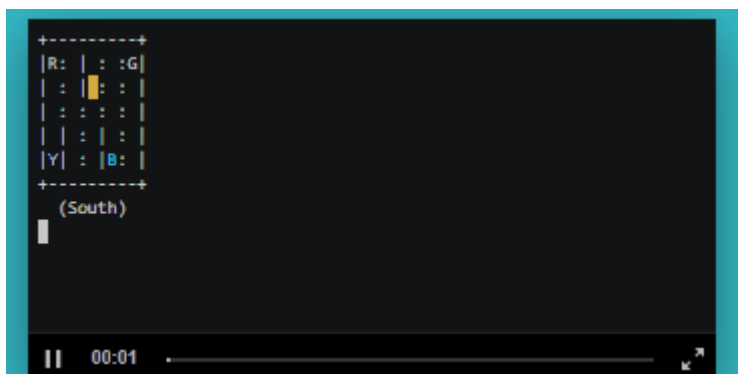 +---------+
|R: | : :G|
| : | : : |
| : : : : |
| | : | : |
|Y| : |B: |
+---------+
(South)
00:01